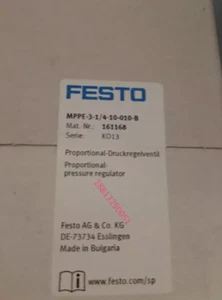 FESTO
MPPE-3-1/4-10-010-B
Mat. Nr.: 161168
Serie: KO13
Proportional-Druckregelventil
Proportional-
pressure regulator
Festo AG & Co. KG
DE-73734 Esslingen
Made in Bulgaria
www.festo.com/sp